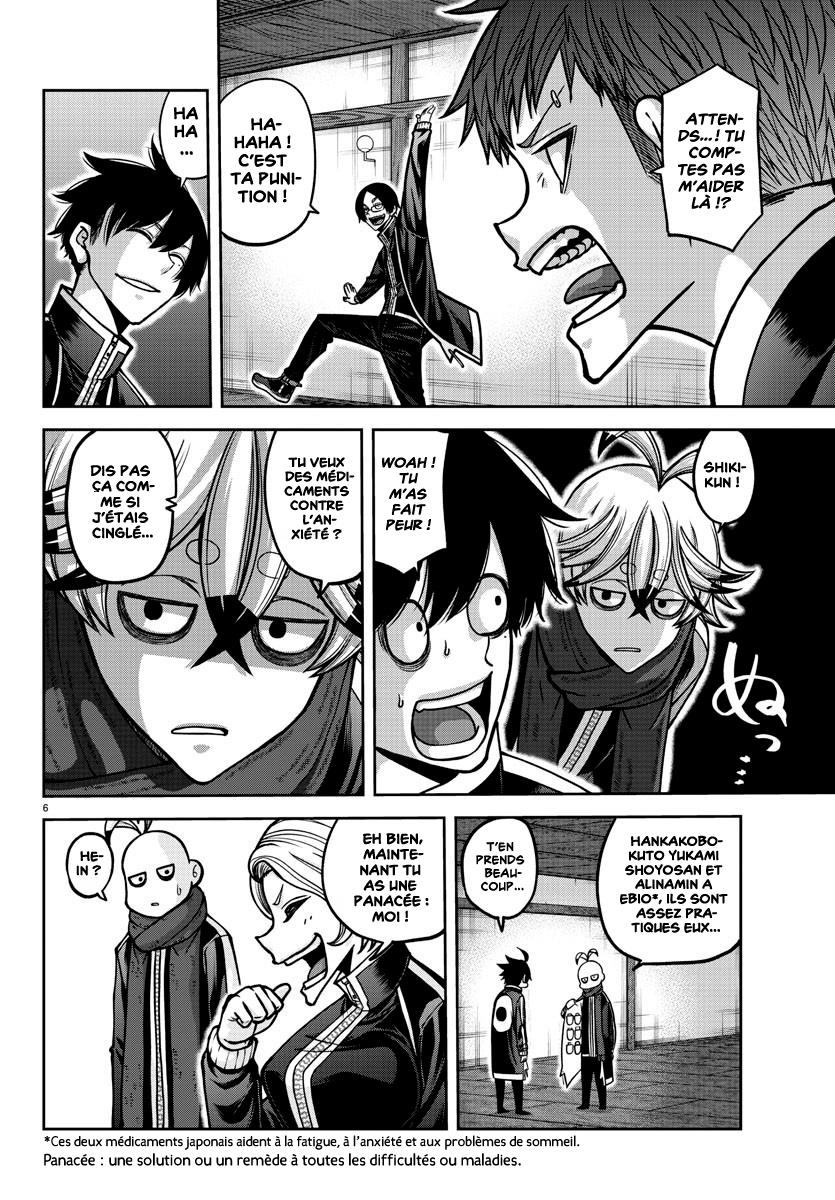 ATTEN-
DS...! TU
COMP-
TES PAS
M'AIDER
LÀ !?
HA-
HAHA !
C'EST
TA PUNI-
TION !
HA
HA
...
SHIKI-
KUN !
WOAH !
TU
M'AS
FAIT
PEUR !
ぬっ…
TU VEUX
DES MÉDI-
CAMENTS
CONTRE
L'AN-
XIÉTÉ ?
DIS PAS
ÇA COM-
ME SI
J'ÉTAIS
CINGLÉ...
6
HANKAKOBO-
KUTO YUKAMI
SHOYOSAN ET
ALINAMIN A
EBIO*, ILS SONT
ASSEZ PRA-
TIQUES EUX...
T'EN
PRENDS
BEAU-
COUP...
EH BIEN,
MAINTE-
NANT TU
AS UNE
PANACÉE :
MOI !
HE-
IN ?
*Ces deux médicaments japonais aident à la fatigue, à l'anxiété et aux problèmes de sommeil.
Panacée : une solution ou un remède à toutes les difficultés ou maladies.